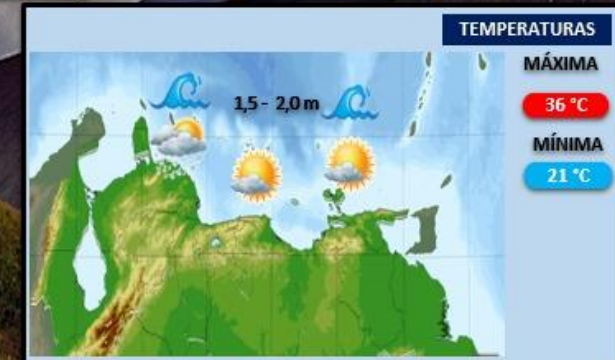 TEMPERATURAS
MÁXIMA
1,5 - 2,0 m
36 °C
MÍNIMA
21 °C